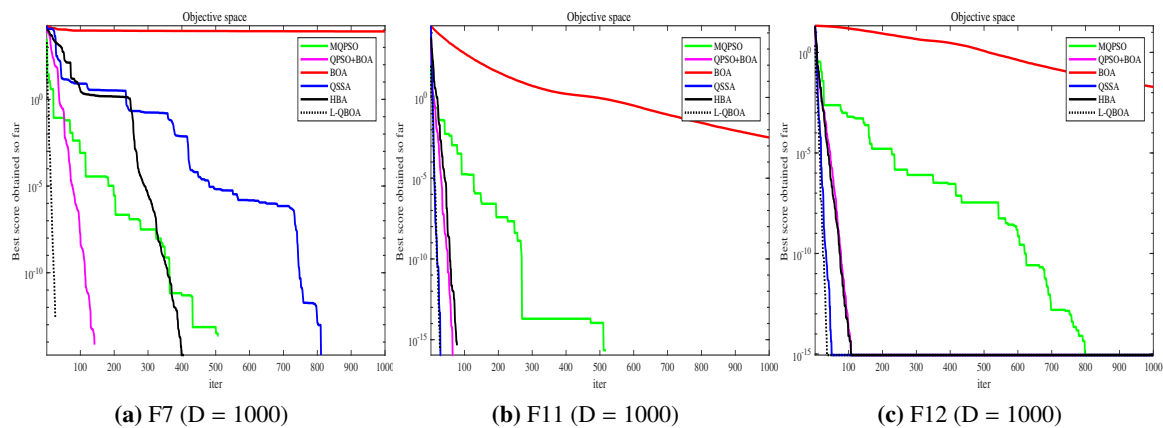 Objective space
Best score obtained so far
10^0
10^-5
10^-10
MQPSO
QPSO+BOA
BOA
QSSA
HBA
L-QBOA
100 200 300 400 500 600 700 800 900 1000
iter
(a) F7 (D = 1000)
Objective space
Best score obtained so far
10^0
10^-5
10^-10
10^-15
MQPSO
QPSO+BOA
BOA
QSSA
HBA
L-QBOA
100 200 300 400 500 600 700 800 900 1000
iter
(b) F11 (D = 1000)
Objective space
Best score obtained so far
10^0
10^-5
10^-10
10^-15
MQPSO
QPSO+BOA
BOA
QSSA
HBA
L-QBOA
100 200 300 400 500 600 700 800 900 1000
iter
(c) F12 (D = 1000)